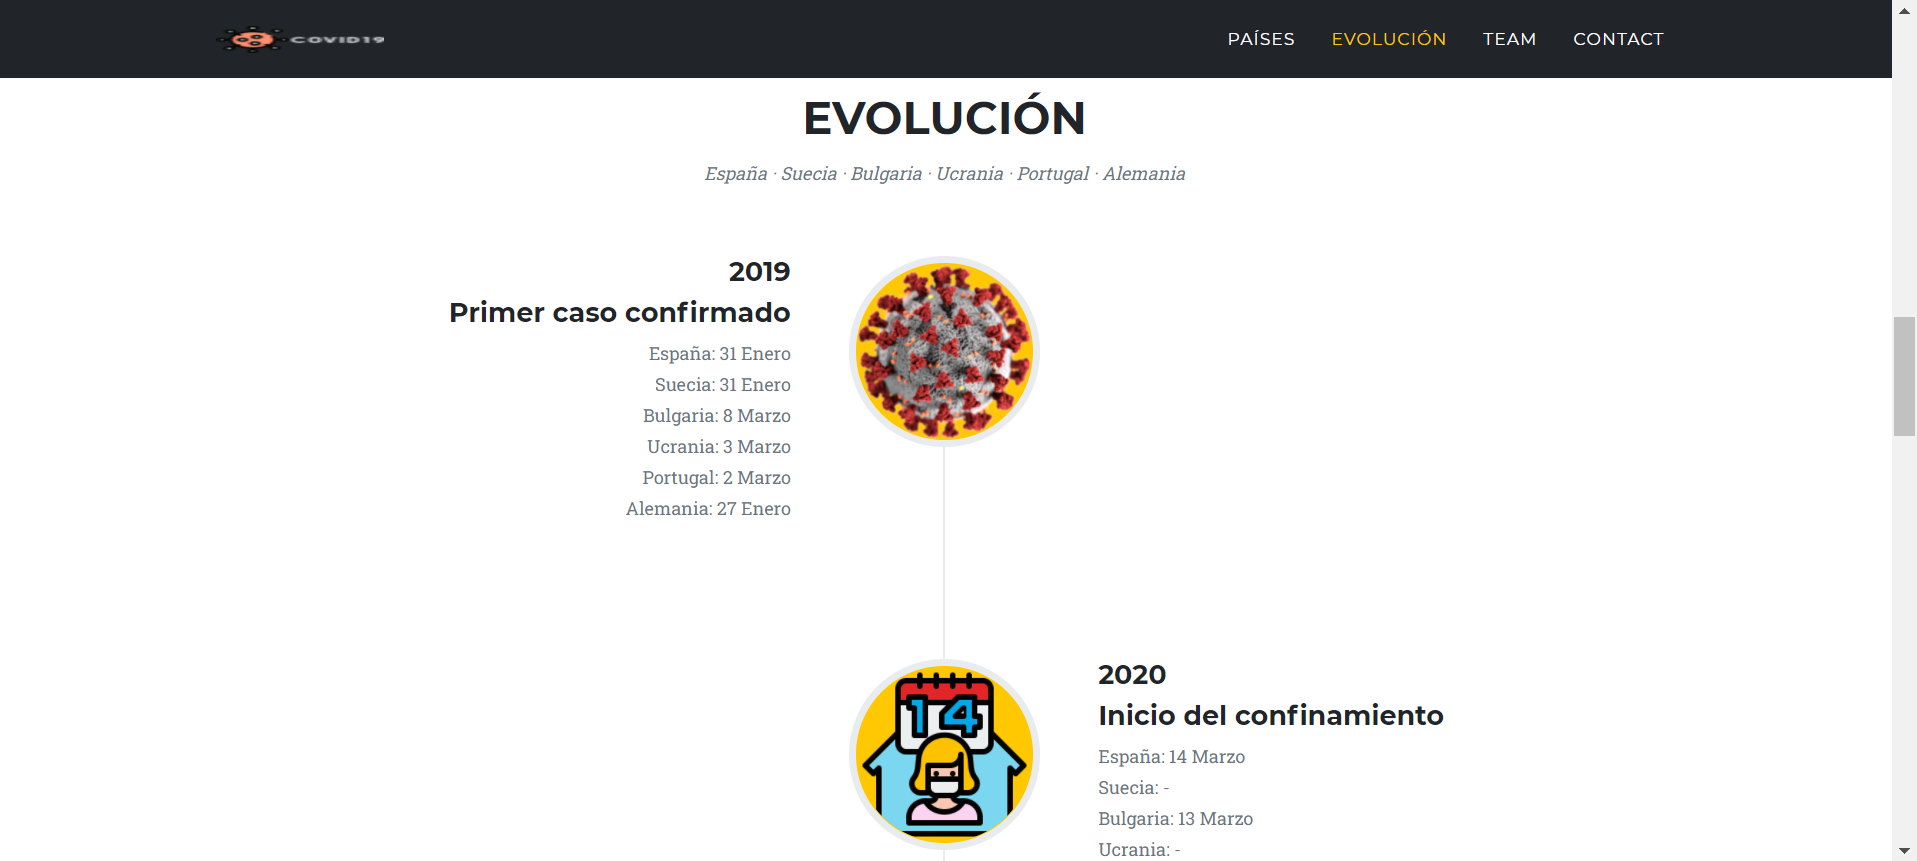 COVID19
PAÍSES
EVOLUCIÓN
TEAM
CONTACT
EVOLUCIÓN
España · Suecia · Bulgaria · Ucrania · Portugal · Alemania
2019
Primer caso confirmado
España: 31 Enero
Suecia: 31 Enero
Bulgaria: 8 Marzo
Ucrania: 3 Marzo
Portugal: 2 Marzo
Alemania: 27 Enero
14
2020
Inicio del confinamiento
España: 14 Marzo
Suecia: -
Bulgaria: 13 Marzo
Ucrania: -